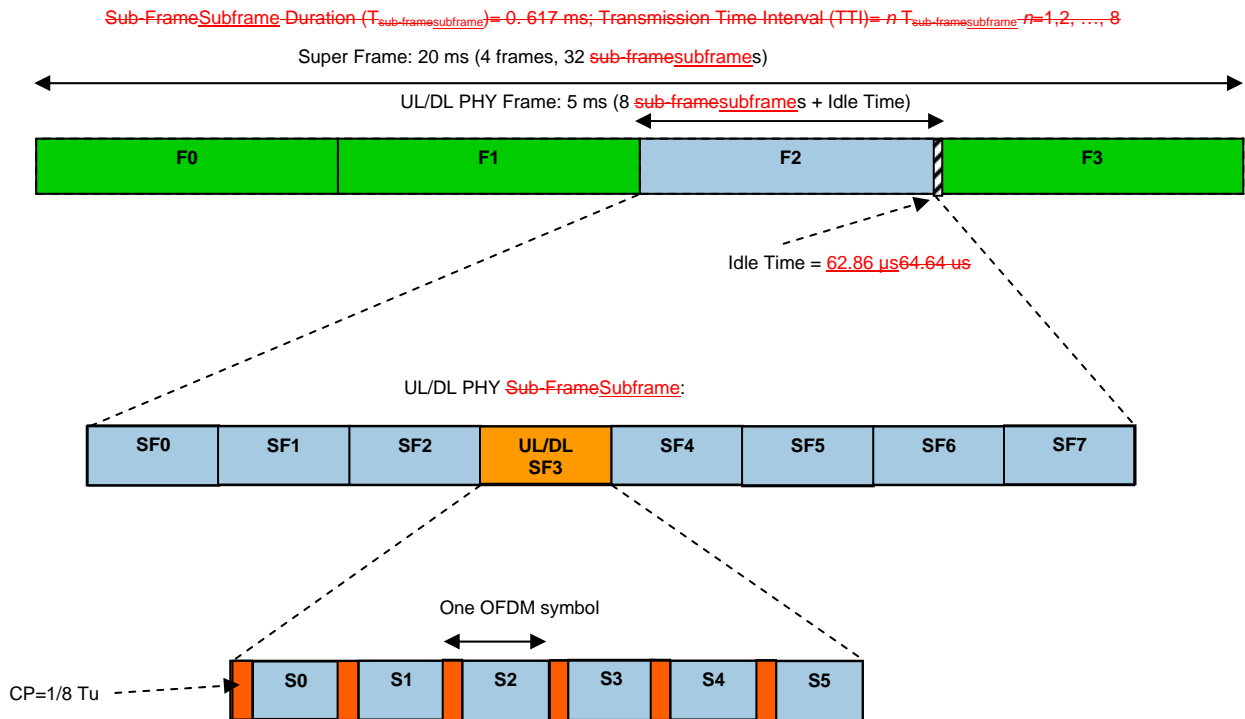 Sub-FrameSubframe Duration (Tsub-framesubframe)= 0. 617 ms; Transmission Time Interval (TTI)= n Tsub-framesubframe n=1,2, …, 8
Super Frame: 20 ms (4 frames, 32 sub-framesubframes)
UL/DL PHY Frame: 5 ms (8 sub-framesubframes + Idle Time)
F0 F1 F2 F3
Idle Time = 62.86 µs64.64 us
UL/DL PHY Sub-FrameSubframe:
SF0 SF1 SF2 UL/DL SF4 SF5 SF6 SF7
SF3
One OFDM symbol
S0 S1 S2 S3 S4 S5
CP=1/8 Tu